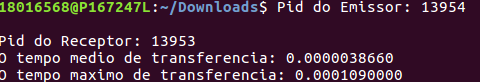 18016568@P167247L:~/Downloads$ Pid do Emissor: 13954
Pid do Receptor: 13953
O tempo medio de transferencia: 0.0000038660
O tempo maximo de transferencia: 0.0001090000